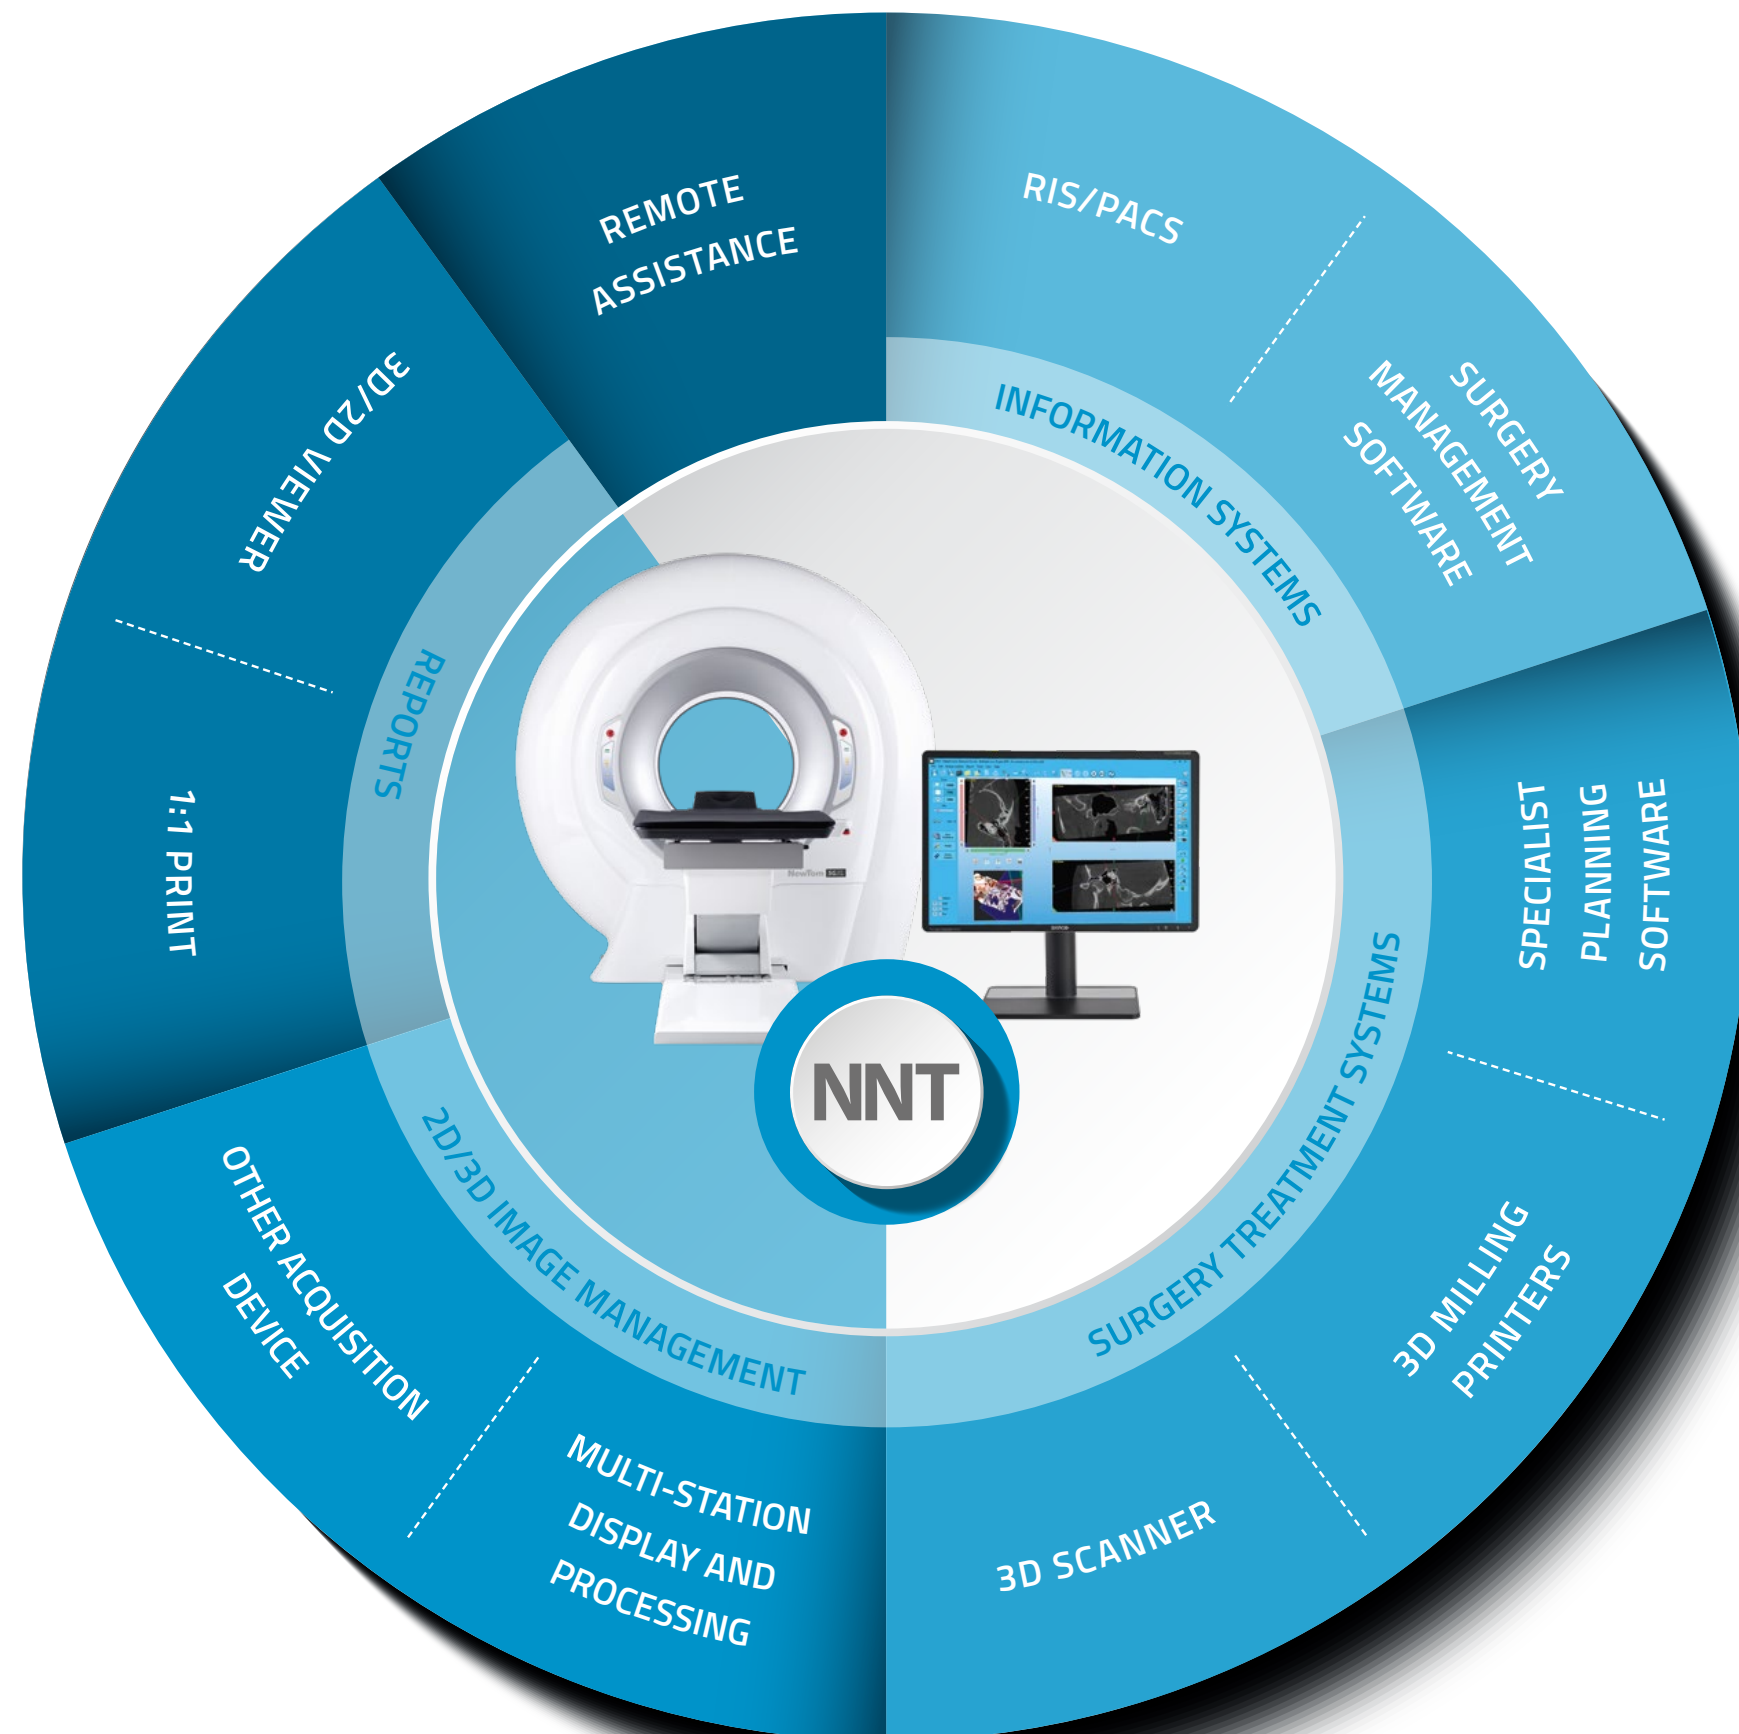 REMOTE
ASSISTANCE
RIS/PACS
SURGERY
MANAGEMENT
SOFTWARE
INFORMATION SYSTEMS
SPECIALIST
PLANNING
SOFTWARE
3D MILLING
PRINTERS
3D SCANNER
SURGERY TREATMENT SYSTEMS
MULTI-STATION
DISPLAY AND
PROCESSING
OTHER ACQUISITION
DEVICE
2D/3D IMAGE MANAGEMENT
1:1 PRINT
3D/2D VIEWER
REPORTS
NewTom 5G
NNT